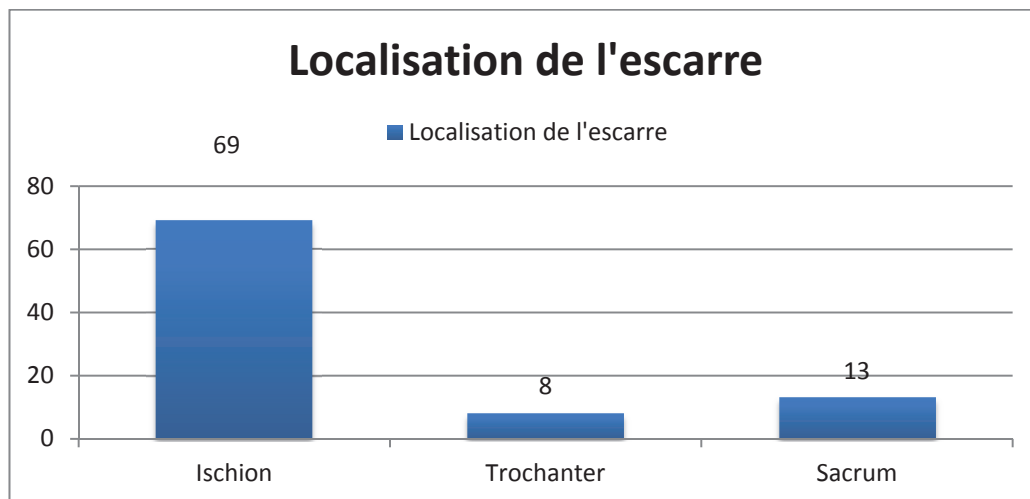 Localisation de l'escarre
Localisation de l'escarre
69
80
60
40
20
0
8
13
Ischion
Trochanter
Sacrum